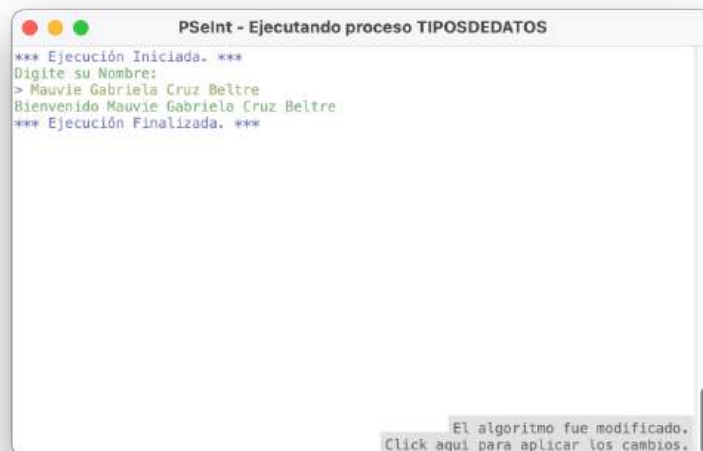 PSeInt - Ejecutando proceso TIPOSDEDATOS
*** Ejecución Iniciada. ***
Digite su Nombre:
> Mauvie Gabriela Cruz Beltre
Bienvenido Mauvie Gabriela Cruz Beltre
*** Ejecución Finalizada. ***
El algoritmo fue modificado.
Click aqui para aplicar los cambios.